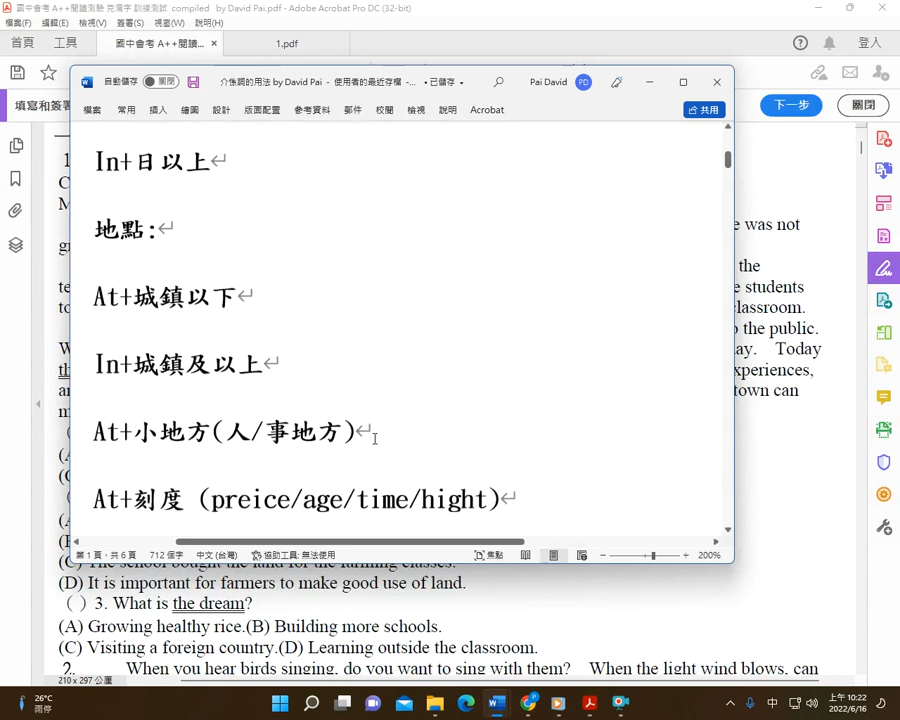 國中會考 A++閱讀測驗 克漏字 訓練測試 compiled by David Pai.pdf - Adobe Acrobat Pro DC (32-bit)
檔案(F) 編輯(E) 檢視(V) 簽署(S) 視窗(W) 說明(H)
首頁 工具 國中會考 A++閱讀... × 1.pdf 登入
填寫和簽 下一步 關閉
自動儲存 關閉 介係詞的用法 by David Pai - 使用者的最近存檔 -... • 已儲存 Pai David PD
檔案 常用 插入 繪圖 設計 版面配置 參考資料 郵件 校閱 檢視 說明 Acrobat 共用
In+日以上
地點:
At+城鎮以下
In+城鎮及以上
At+小地方(人/事地方)
At+刻度 (preice/age/time/hight)
第1頁，共6頁 712 個字 中文 (台灣) 協助工具: 無法使用 焦點 200%
e was not
the
e students
lassroom.
o the public.
ay. Today
xperiences,
town can
(C) The school bought the land for the farming classes.
(D) It is important for farmers to make good use of land.
( ) 3. What is the dream?
(A) Growing healthy rice.(B) Building more schools.
(C) Visiting a foreign country.(D) Learning outside the classroom.
2. When you hear birds singing, do you want to sing with them? When the light wind blows, can
210 x 297 公厘
26°C
雨停
中
上午 10:22
2022/6/16